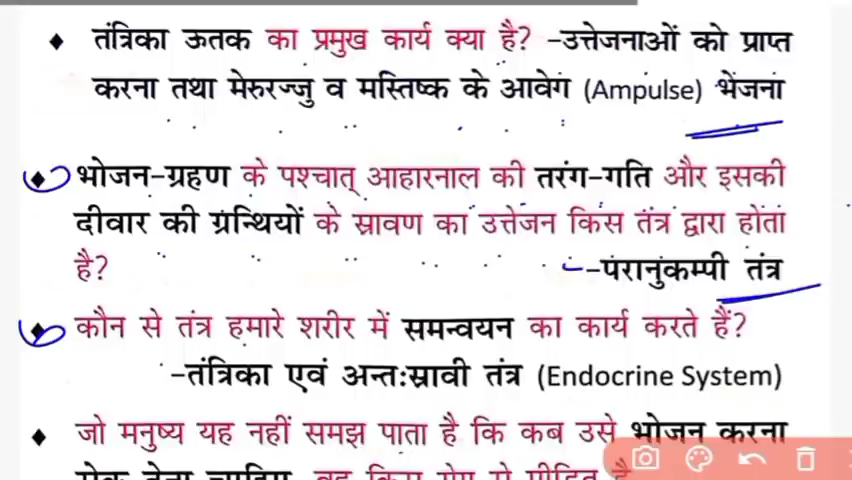 ♦ तंत्रिका ऊतक का प्रमुख कार्य क्या है? -उत्तेजनाओं को प्राप्त
करना तथा मेरुरज्जु व मस्तिष्क के आवेग (Ampulse) भेजना
♦ भोजन-ग्रहण के पश्चात् आहारनाल की तरंग-गति और इसकी
दीवार की ग्रन्थियों के स्रावण का उत्तेजन किस तंत्र द्वारा होता
है? -परानुकम्पी तंत्र
♦ कौन से तंत्र हमारे शरीर में समन्वयन का कार्य करते हैं?
-तंत्रिका एवं अन्तःस्रावी तंत्र (Endocrine System)
♦ जो मनुष्य यह नहीं समझ पाता है कि कब उसे भोजन करना